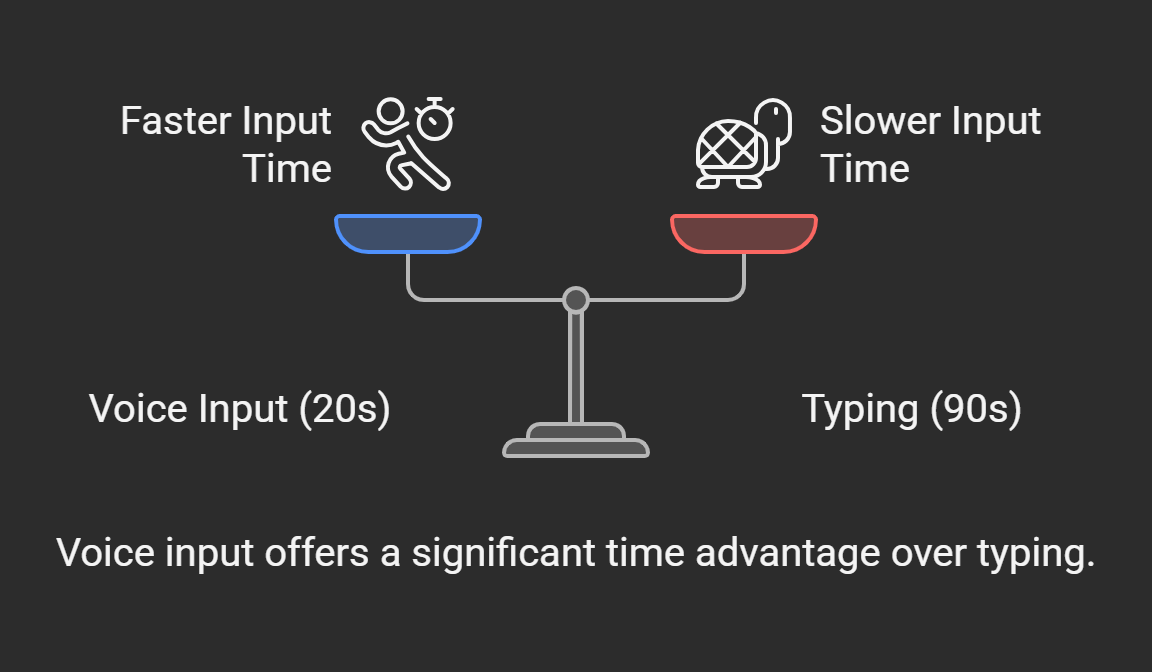 Faster Input
Time
Slower Input
Time
Voice Input (20s)
Typing (90s)
Voice input offers a significant time advantage over typing.